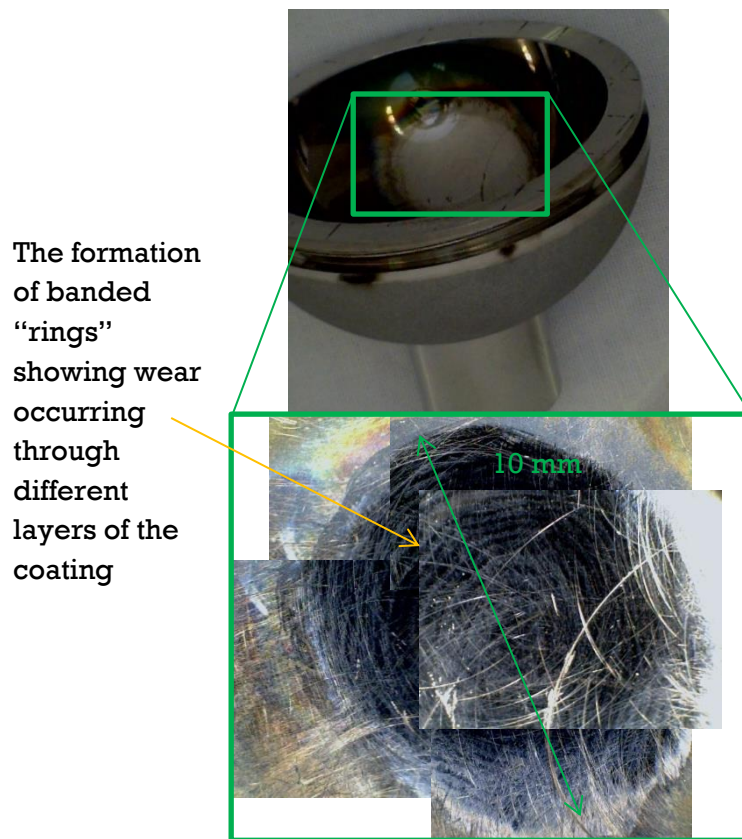 The formation
of banded
“rings”
showing wear
occurring
through
different
layers of the
coating
10 mm